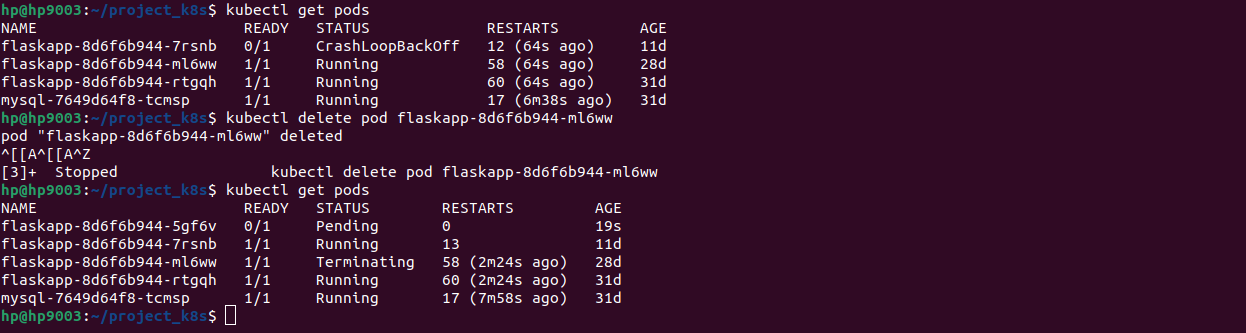 hp@hp9003:~/project_k8s$ kubectl get pods
NAME                        READY   STATUS             RESTARTS         AGE
flaskapp-8d6f6b944-7rsnb    0/1     CrashLoopBackOff   12 (64s ago)     11d
flaskapp-8d6f6b944-ml6ww    1/1     Running            58 (64s ago)     28d
flaskapp-8d6f6b944-rtgqh    1/1     Running            60 (64s ago)     31d
mysql-7649d64f8-tcmsp       1/1     Running            17 (6m38s ago)   31d
hp@hp9003:~/project_k8s$ kubectl delete pod flaskapp-8d6f6b944-ml6ww
pod "flaskapp-8d6f6b944-ml6ww" deleted
^[[A^[[A^Z
[3]+  Stopped                 kubectl delete pod flaskapp-8d6f6b944-ml6ww
hp@hp9003:~/project_k8s$ kubectl get pods
NAME                        READY   STATUS        RESTARTS         AGE
flaskapp-8d6f6b944-5gf6v    0/1     Pending       0                19s
flaskapp-8d6f6b944-7rsnb    1/1     Running       13               11d
flaskapp-8d6f6b944-ml6ww    1/1     Terminating   58 (2m24s ago)   28d
flaskapp-8d6f6b944-rtgqh    1/1     Running       60 (2m24s ago)   31d
mysql-7649d64f8-tcmsp       1/1     Running       17 (7m58s ago)   31d
hp@hp9003:~/project_k8s$